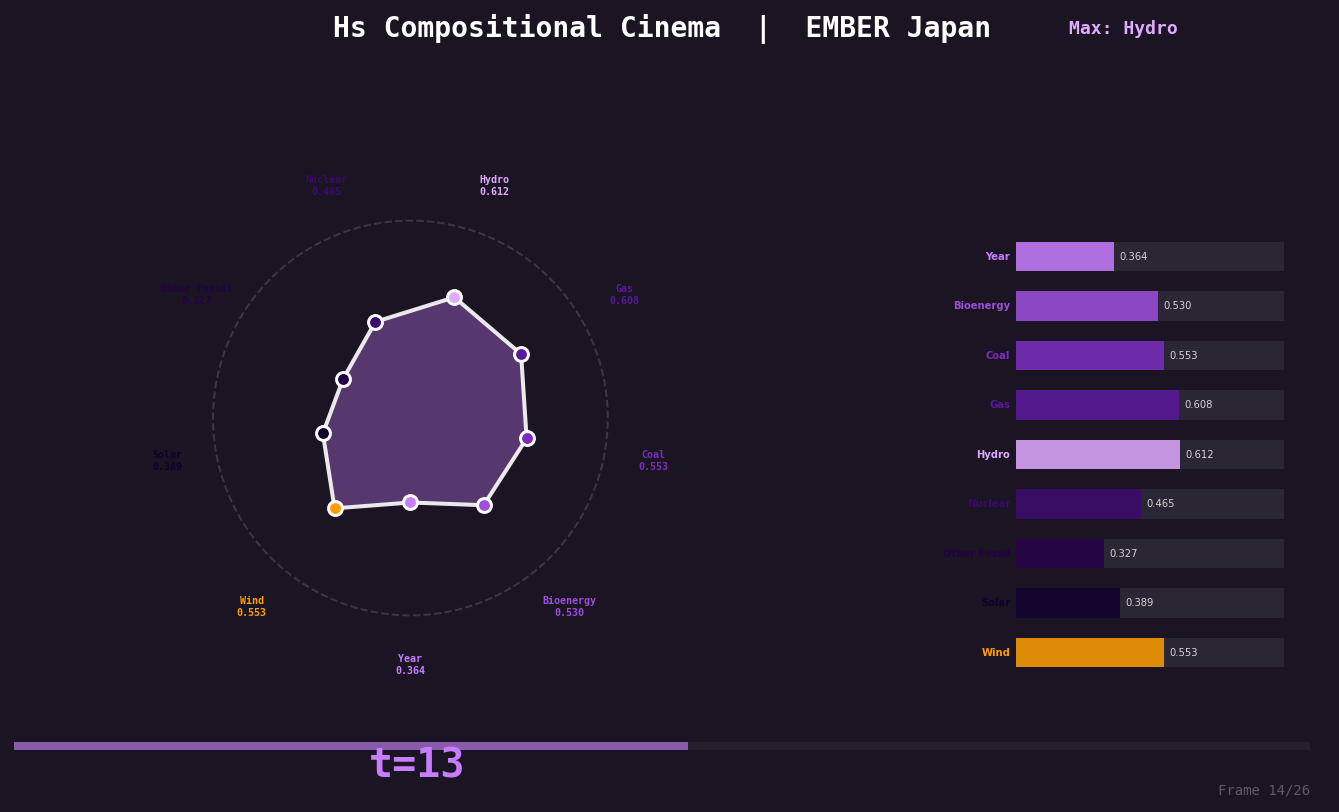 Hs Compositional Cinema | EMBER Japan
Max: Hydro
Nuclear
0.465
Hydro
0.612
Other Fossil
0.327
Gas
0.608
Solar
0.389
Coal
0.553
Wind
0.553
Bioenergy
0.530
Year
0.364
Year 0.364
Bioenergy 0.530
Coal 0.553
Gas 0.608
Hydro 0.612
Nuclear 0.465
Other Fossil 0.327
Solar 0.389
Wind 0.553
t=13
Frame 14/26